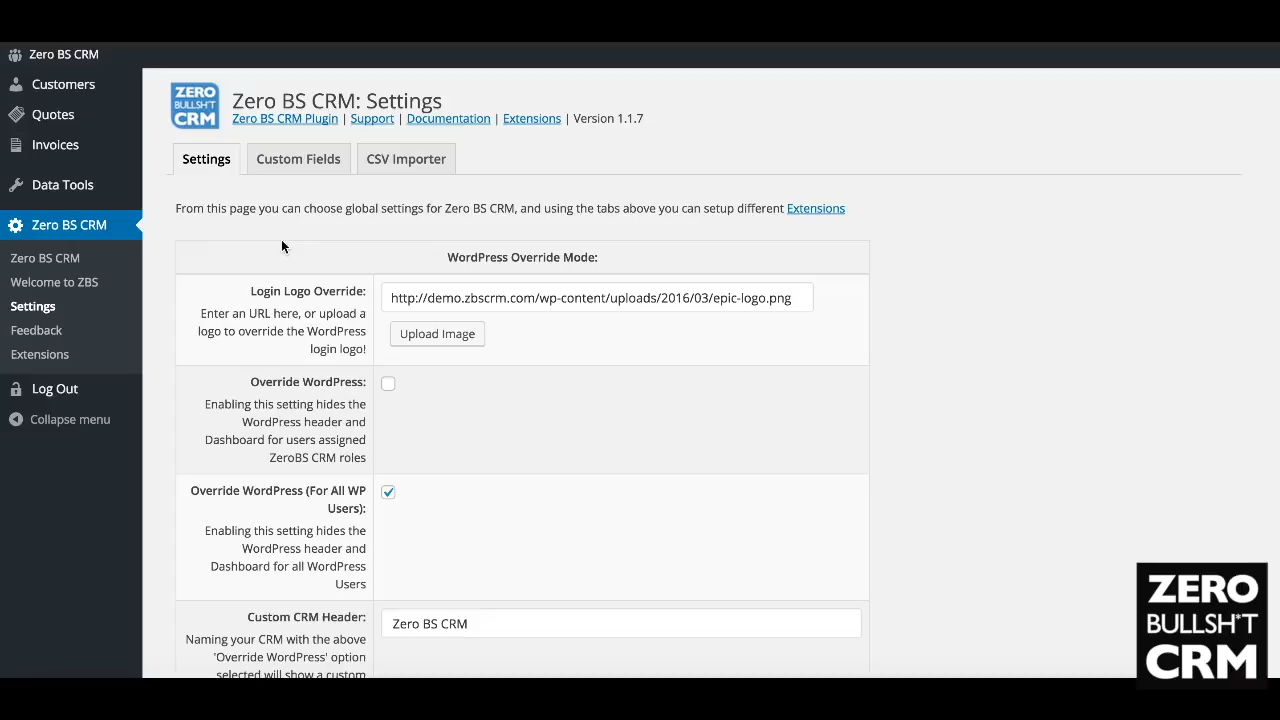 Zero BS CRM
Customers
Quotes
Invoices
Data Tools
Zero BS CRM
Zero BS CRM
Welcome to ZBS
Settings
Feedback
Extensions
Log Out
Collapse menu
ZERO
BULLSH*T
CRM
Zero BS CRM: Settings
Zero BS CRM Plugin | Support | Documentation | Extensions | Version 1.1.7
Settings
Custom Fields
CSV Importer
From this page you can choose global settings for Zero BS CRM, and using the tabs above you can setup different Extensions
WordPress Override Mode:
Login Logo Override:
Enter an URL here, or upload a
logo to override the WordPress
login logo!
http://demo.zbscrm.com/wp-content/uploads/2016/03/epic-logo.png
Upload Image
Override WordPress:
Enabling this setting hides the
WordPress header and
Dashboard for users assigned
ZeroBS CRM roles
Override WordPress (For All WP
Users):
Enabling this setting hides the
WordPress header and
Dashboard for all WordPress
Users
Custom CRM Header:
Naming your CRM with the above
'Override WordPress' option
selected will show a custom
Zero BS CRM
ZERO
BULLSH*T
CRM